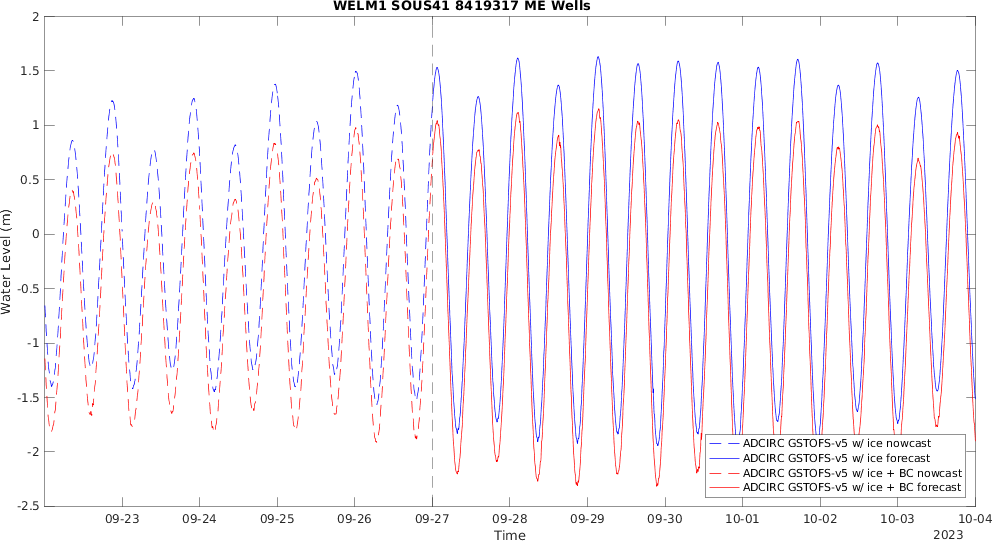 WELM1 SOUS41 8419317 ME Wells
2
1.5
1
0.5
0
-0.5
-1
-1.5
-2
-2.5
Water Level (m)
09-23 09-24 09-25 09-26 09-27 09-28 09-29 09-30 10-01 10-02 10-03 10-04
Time
2023
ADCIRC GSTOFS-v5 w/ ice nowcast
ADCIRC GSTOFS-v5 w/ ice forecast
ADCIRC GSTOFS-v5 w/ ice + BC nowcast
ADCIRC GSTOFS-v5 w/ ice + BC forecast